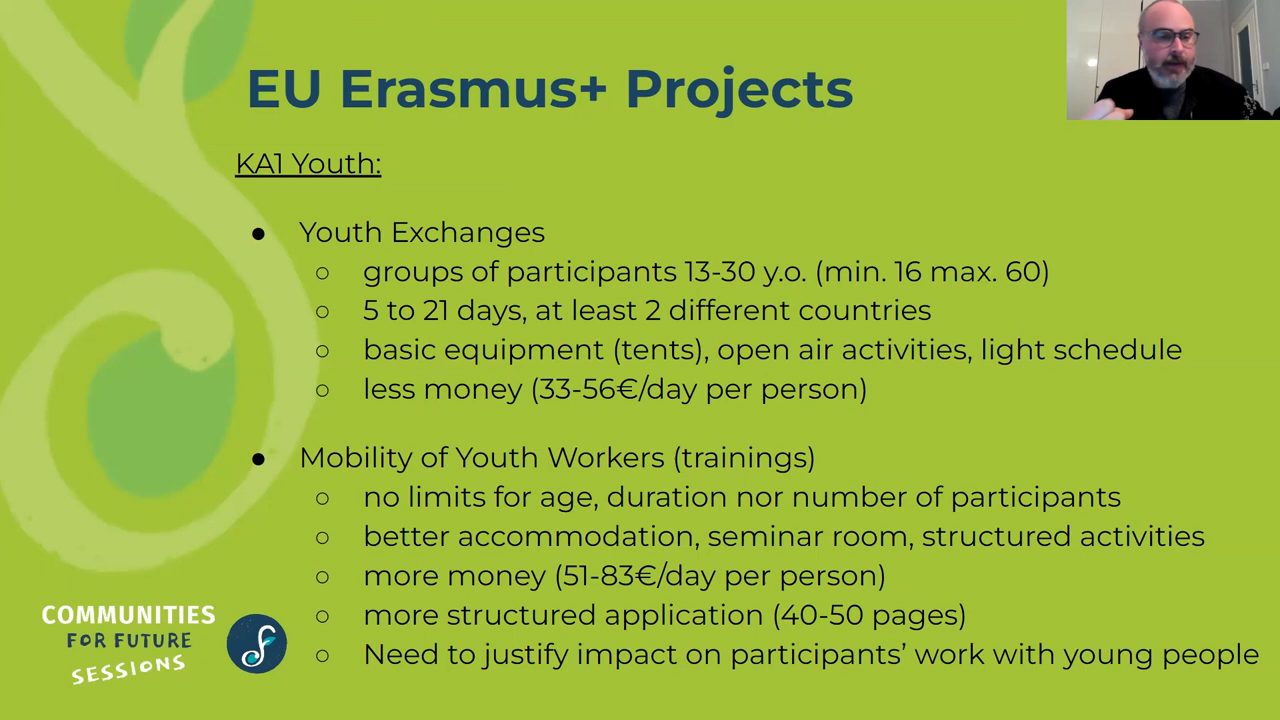 EU Erasmus+ Projects
KA1 Youth:
● Youth Exchanges
○ groups of participants 13-30 y.o. (min. 16 max. 60)
○ 5 to 21 days, at least 2 different countries
○ basic equipment (tents), open air activities, light schedule
○ less money (33-56€/day per person)
● Mobility of Youth Workers (trainings)
○ no limits for age, duration nor number of participants
○ better accommodation, seminar room, structured activities
○ more money (51-83€/day per person)
○ more structured application (40-50 pages)
○ Need to justify impact on participants’ work with young people
COMMUNITIES
FOR FUTURE
SESSIONS